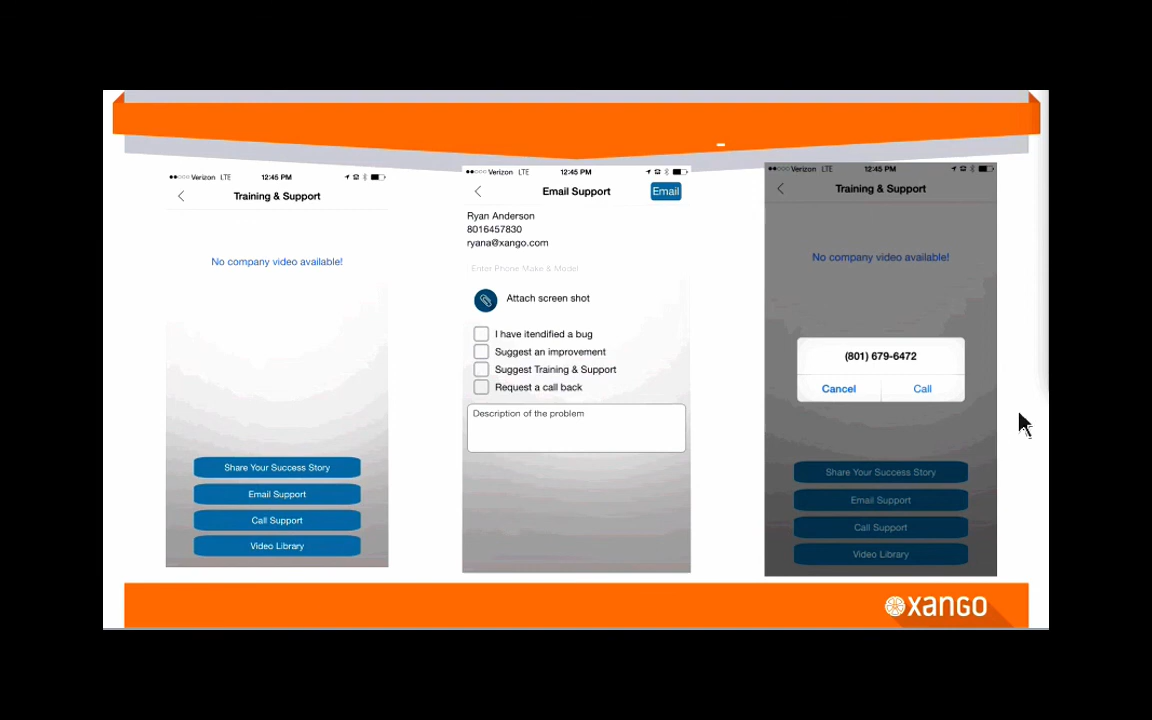 Verizon LTE 12:45 PM
Training & Support
No company video available!
Share Your Success Story
Email Support
Call Support
Video Library
Verizon LTE 12:45 PM
Email Support
Email
Ryan Anderson
8016457830
ryana@xango.com
Enter Phone Make & Model
Attach screen shot
I have itendified a bug
Suggest an improvement
Suggest Training & Support
Request a call back
Description of the problem
Verizon LTE 12:45 PM
Training & Support
No company video available!
(801) 679-6472
Cancel Call
Share Your Success Story
Email Support
Call Support
Video Library
xango